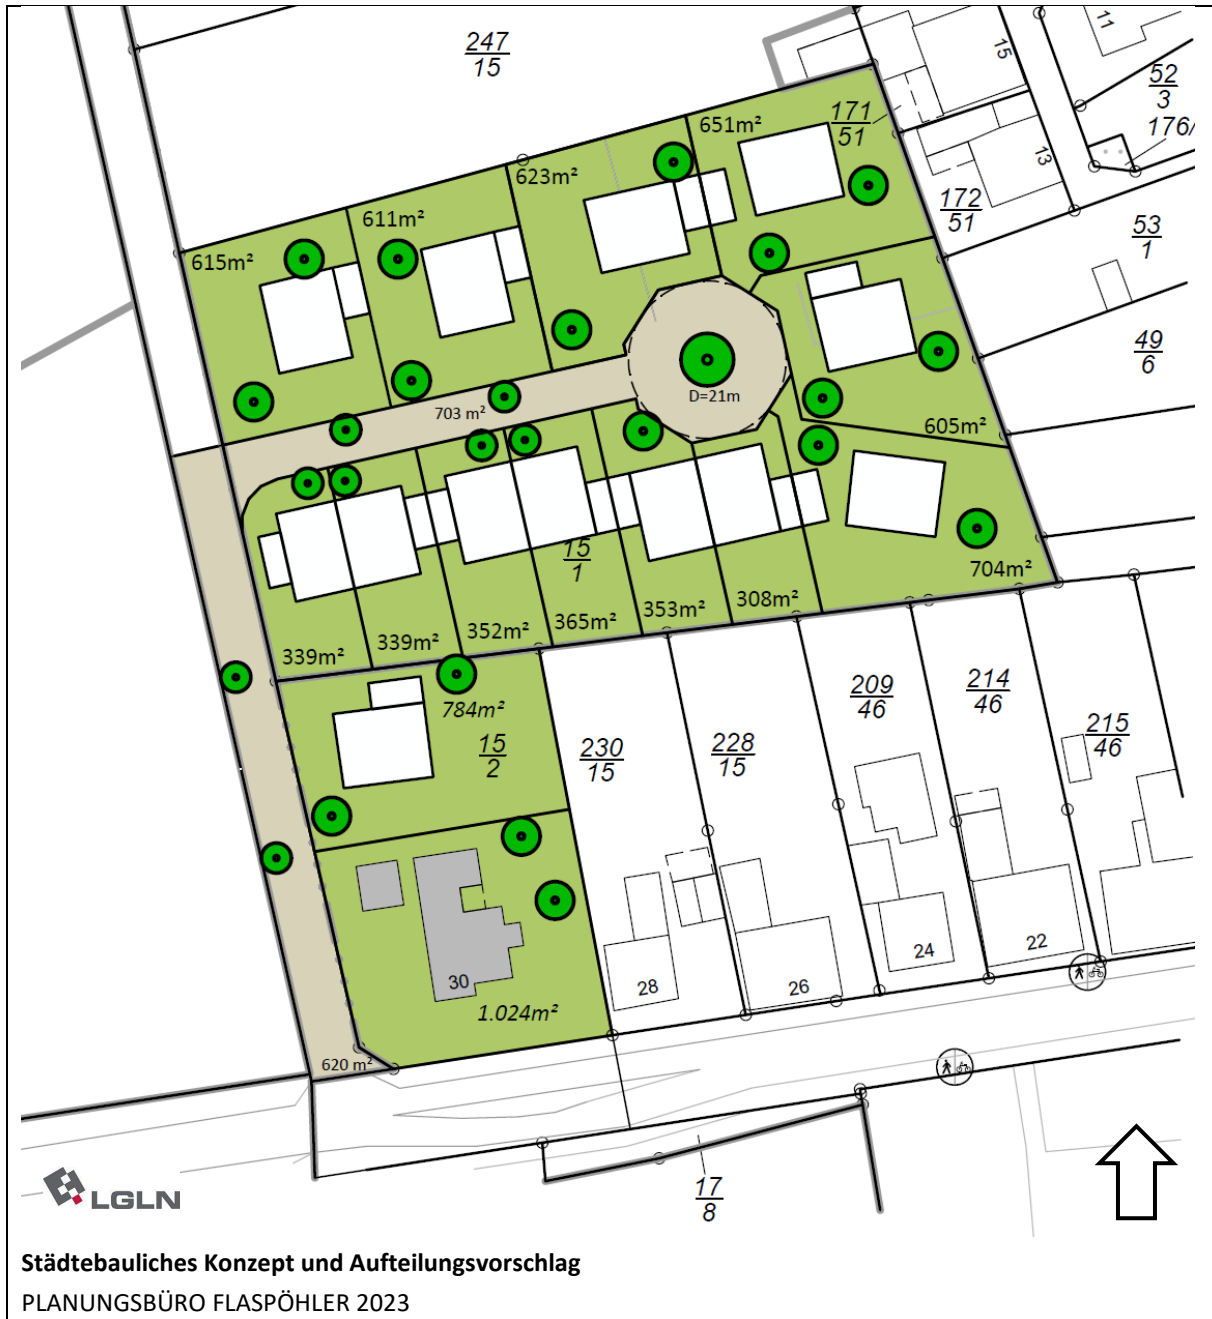 247
15
11
15
52
3
176/
651m²
171
51
13
623m²
172
51
611m²
53
1
615m²
49
6
D=21m
703 m²
605m²
15
1
704m²
308m²
353m²
365m²
352m²
339m²
339m²
784m²
15
2
230
15
228
15
209
46
214
46
215
46
30
28
26
24
22
1.024m²
620 m²
17
8
LGLN
Städtebauliches Konzept und Aufteilungsvorschlag
PLANUNGSBÜRO FLASPÖHLER 2023